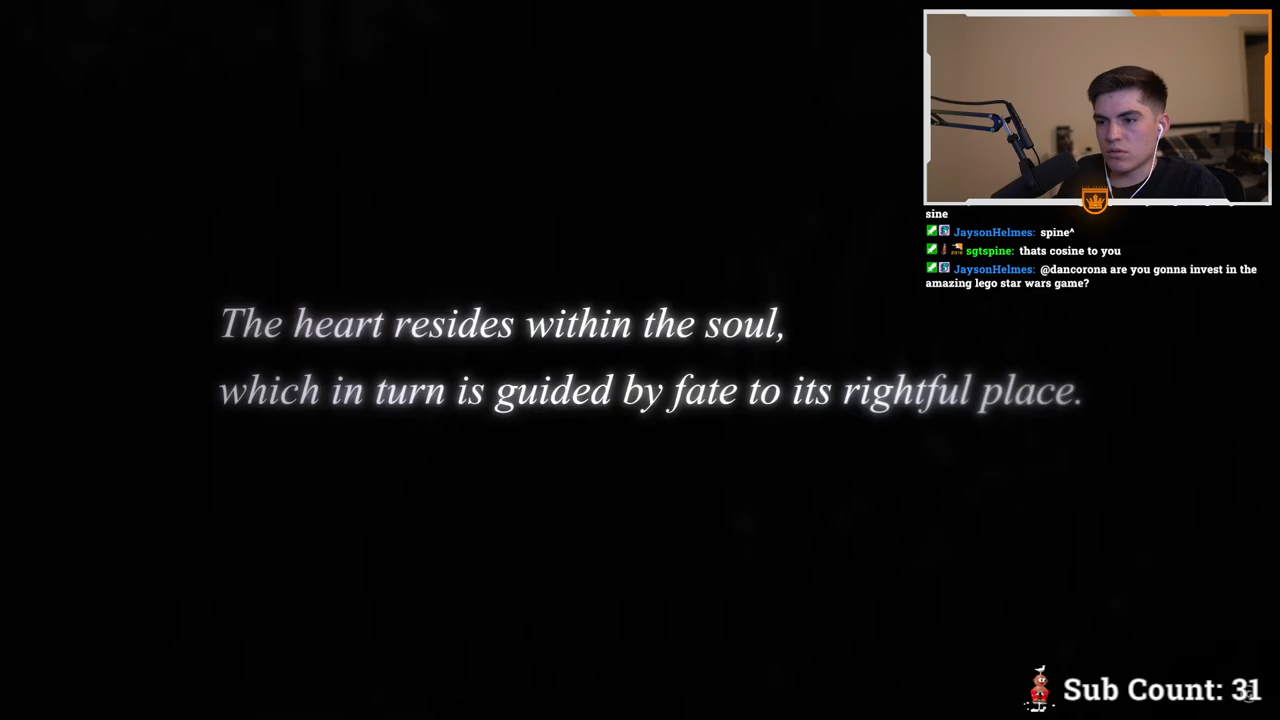 sine
JaysonHelmes: spine^
sgtspine: thats cosine to you
JaysonHelmes: @dancorona are you gonna invest in the
amazing lego star wars game?
The heart resides within the soul,
which in turn is guided by fate to its rightful place.
Sub Count: 31